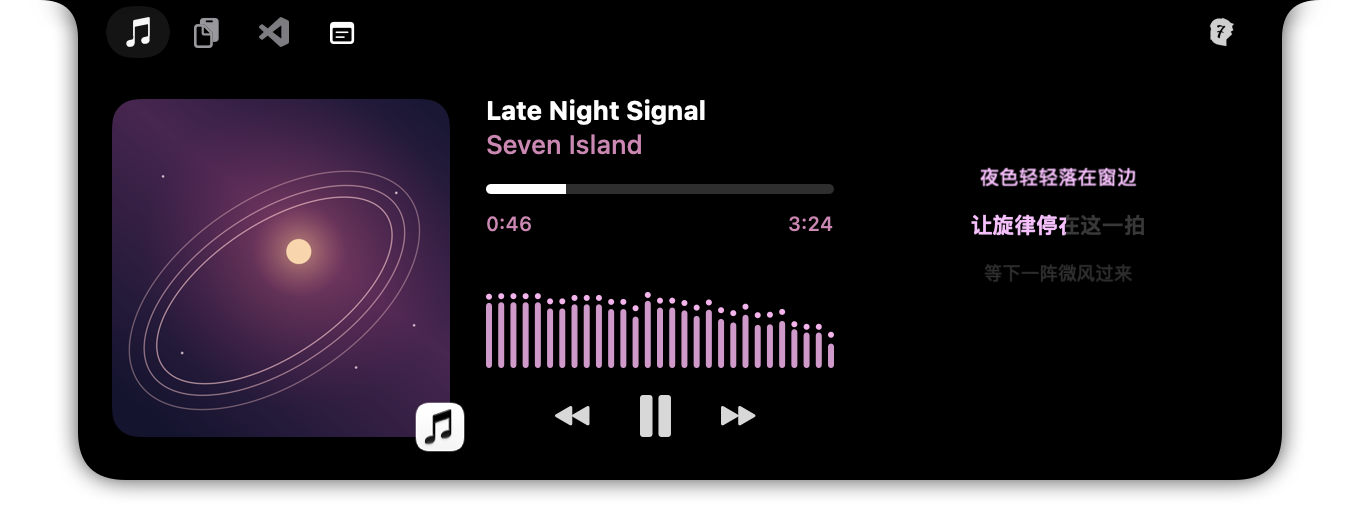 7
Late Night Signal
Seven Island
0:46
3:24
夜色轻轻落在窗边
让旋律停在这一拍
等下一阵微风过来